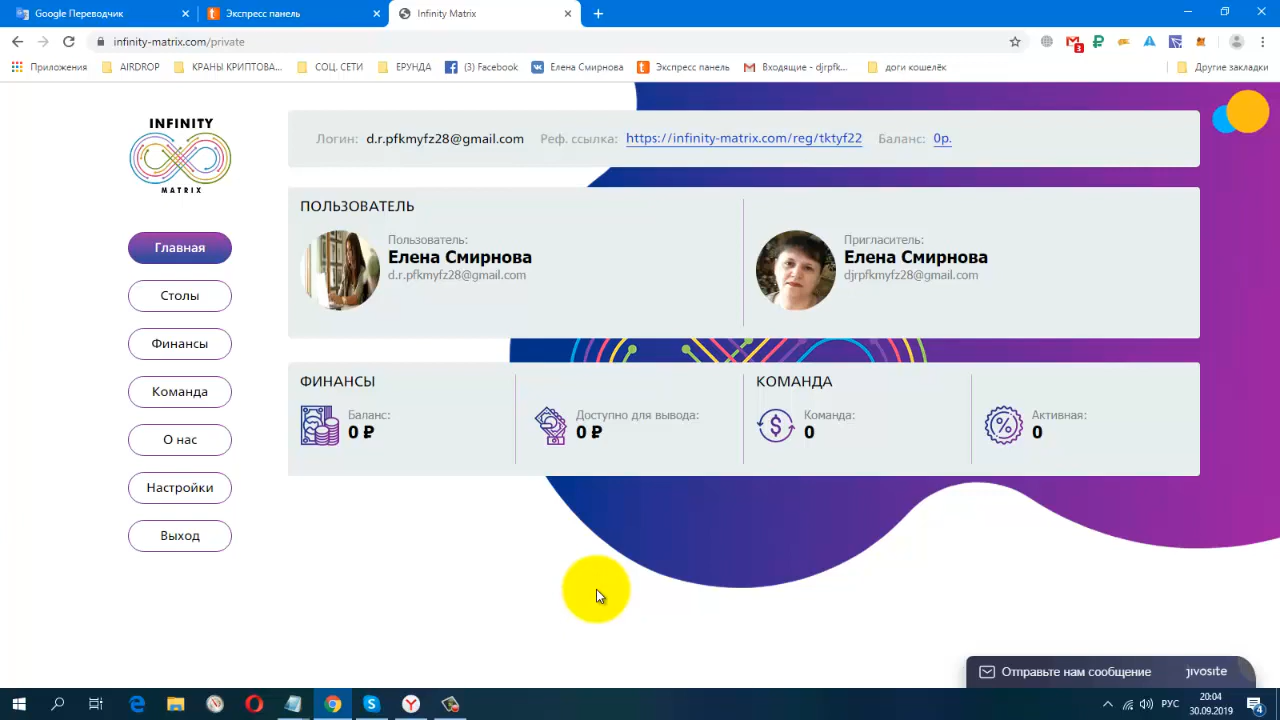 Google Переводчик
Экспресс панель
Infinity Matrix
infinity-matrix.com/private
3
Приложения
AIRDROP
КРАНЫ КРИПТОВА...
СОЦ. СЕТИ
ЕРУНДА
(3) Facebook
Елена Смирнова
Экспресс панель
Входящие - djrpfk...
доги кошелёк
Другие закладки
INFINITY
MATRIX
Логин: d.r.pfkmyfz28@gmail.com Реф. ссылка: https://infinity-matrix.com/reg/tktyf22 Баланс: 0р.
Главная
Столы
Финансы
Команда
О нас
Настройки
Выход
ПОЛЬЗОВАТЕЛЬ
Пользователь:
Елена Смирнова
d.r.pfkmyfz28@gmail.com
Пригласитель:
Елена Смирнова
djrpfkmyfz28@gmail.com
ФИНАНСЫ
Баланс:
0 ₽
Доступно для вывода:
0 ₽
КОМАНДА
Команда:
0
Активная:
0
Отправьте нам сообщение jivosite
РУС
20:04
30.09.2019
4